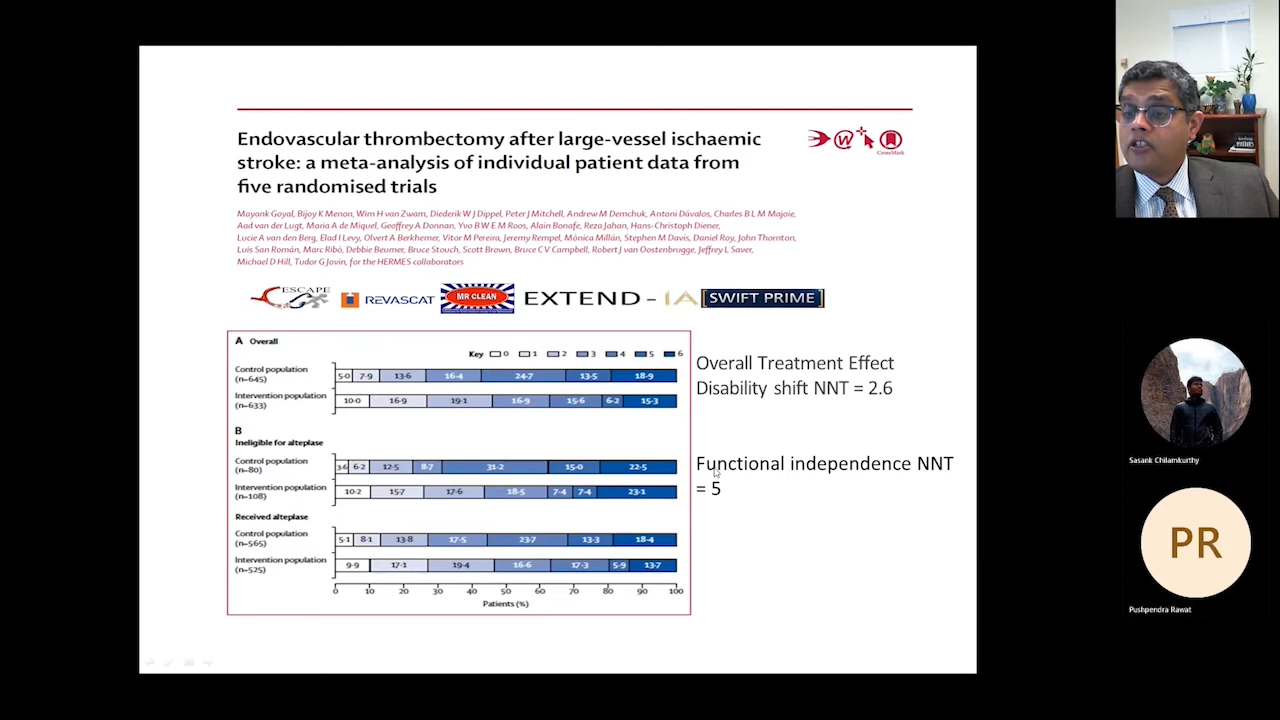 Endovascular thrombectomy after large-vessel ischaemic
stroke: a meta-analysis of individual patient data from
five randomised trials
CrossMark
Mayank Goyal, Bijoy K Menon, Wim H van Zwam, Diederik W J Dippel, Peter J Mitchell, Andrew M Demchuk, Antoni Dávalos, Charles B L M Majoie,
Aad van der Lugt, Maria A de Miquel, Geoffrey A Donnan, Yvo B W E M Roos, Alain Bonafe, Reza Jahan, Hans-Christoph Diener,
Lucie A van den Berg, Elad I Levy, Olvert A Berkhemer, Vitor M Pereira, Jeremy Rempel, Mònica Millán, Stephen M Davis, Daniel Roy, John Thornton,
Luis San Román, Marc Ribó, Debbie Beumer, Bruce Stouch, Scott Brown, Bruce C V Campbell, Robert J van Oostenbrugge, Jeffrey L Saver,
Michael D Hill, Tudor G Jovin, for the HERMES collaborators
ESCAPE REVASCAT MR CLEAN EXTEND - IA SWIFT PRIME
A Overall
Key 0 1 2 3 4 5 6
Control population
(n=645)
5·0 7·9 13·6 16·4 24·7 13·5 18·9
Intervention population
(n=633)
10·0 16·9 19·1 16·9 15·6 6·2 15·3
B
Ineligible for alteplase
Control population
(n=80)
3·6 6·2 12·5 8·7 31·2 15·0 22·5
Intervention population
(n=108)
10·2 15·7 17·6 18·5 7·4 7·4 23·1
Received alteplase
Control population
(n=565)
5·1 8·1 13·8 17·5 23·7 13·3 18·4
Intervention population
(n=525)
9·9 17·1 19·4 16·6 17·3 5·9 13·7
0 10 20 30 40 50 60 70 80 90 100
Patients (%)
Overall Treatment Effect
Disability shift NNT = 2.6
Functional independence NNT
= 5
Sasank Chilamkurthy
PR
Pushpendra Rawat